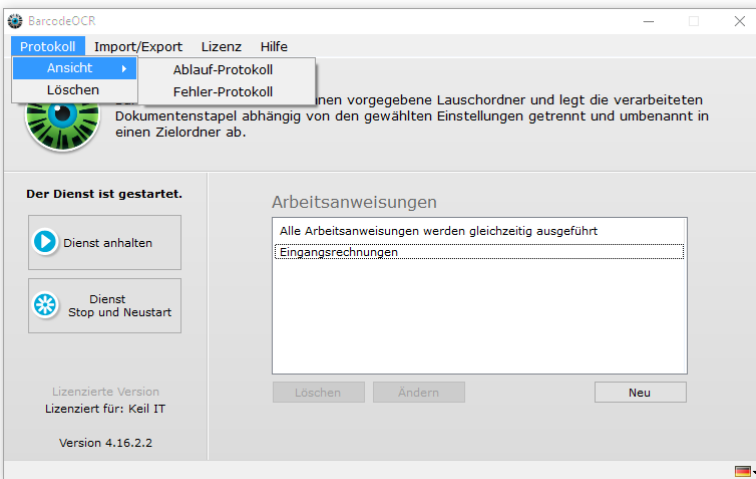 BarcodeOCR
Protokoll Import/Export Lizenz Hilfe
Ansicht
Löschen
Ablauf-Protokoll
Fehler-Protokoll
vorgegebene Lauschordner und legt die verarbeiteten
Dokumentenstapel abhängig von den gewählten Einstellungen getrennt und umbenannt in
einen Zielordner ab.
Der Dienst ist gestartet.
Dienst anhalten
Dienst
Stop und Neustart
Arbeitsanweisungen
Alle Arbeitsanweisungen werden gleichzeitig ausgeführt
Eingangsrechnungen
Löschen Ändern Neu
Lizenzierte Version
Lizenziert für: Keil IT
Version 4.16.2.2